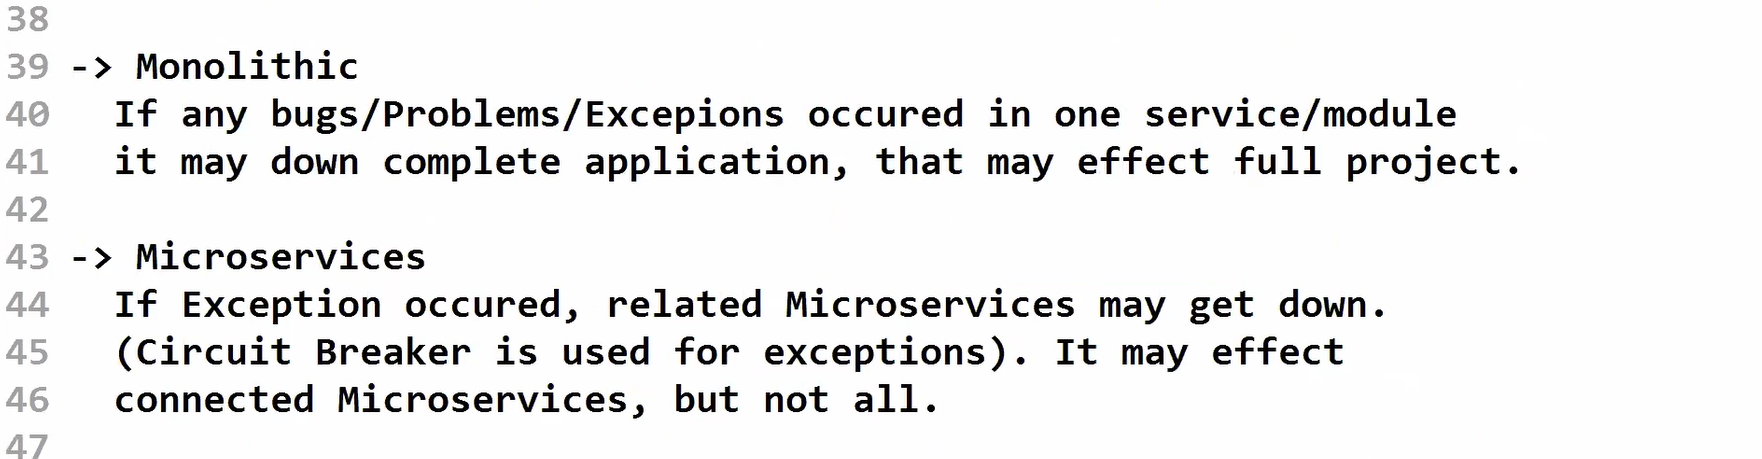 38
39 -> Monolithic
40 If any bugs/Problems/Excepions occured in one service/module
41 it may down complete application, that may effect full project.
42
43 -> Microservices
44 If Exception occured, related Microservices may get down.
45 (Circuit Breaker is used for exceptions). It may effect
46 connected Microservices, but not all.
47